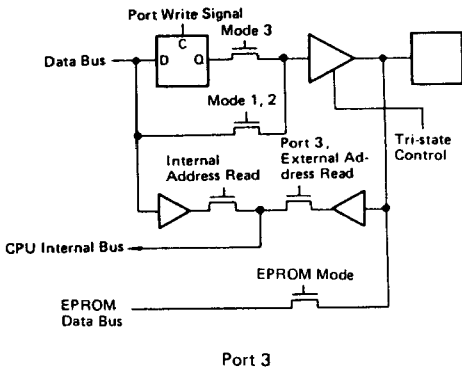 Port Write Signal
C
Mode 3
Data Bus
D
Q
Mode 1, 2
Tri-state
Control
Port 3,
External Ad-
dress Read
Internal
Address Read
CPU Internal Bus
EPROM Mode
EPROM
Data Bus
Port 3